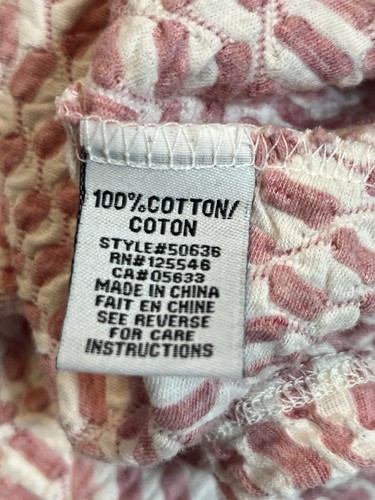 100%COTTON/
COTON
STYLE#50636
RN#125546
CA#05633
MADE IN CHINA
FAIT EN CHINE
SEE REVERSE
FOR CARE
INSTRUCTIONS